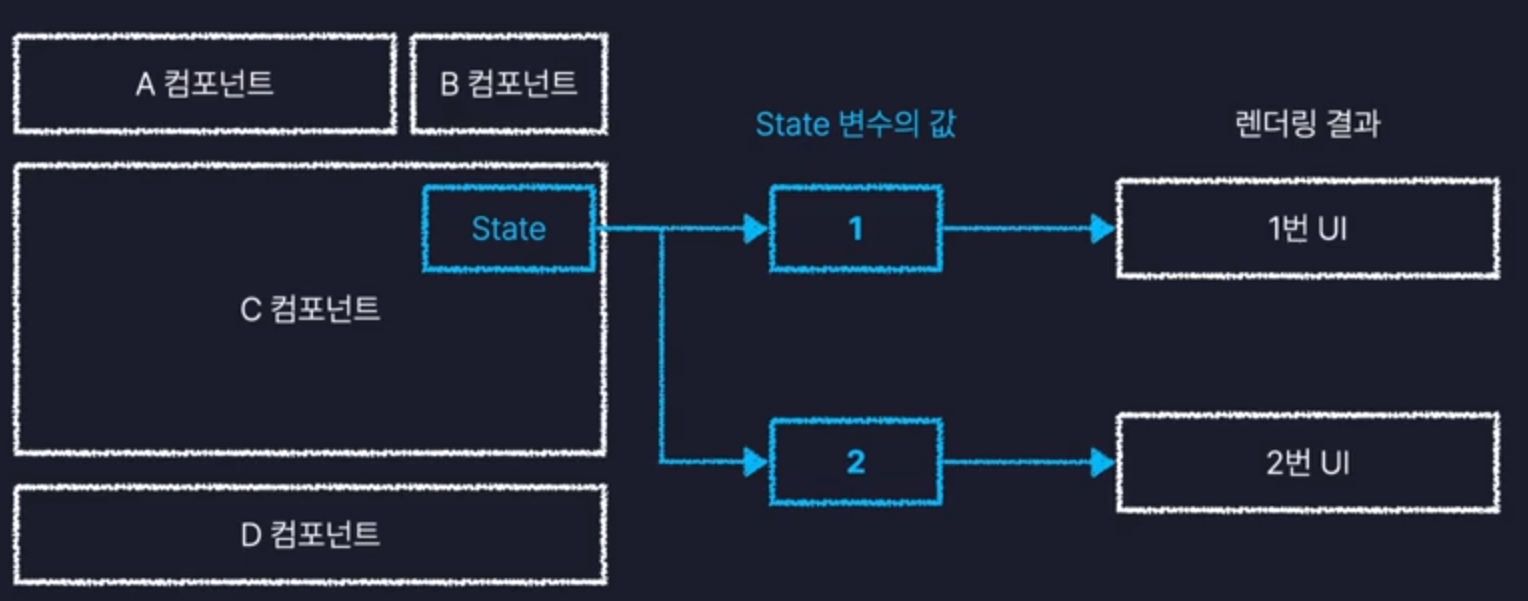 A 컴포넌트
B 컴포넌트
State 변수의 값
렌더링 결과
State
1
1번 UI
C 컴포넌트
2
2번 UI
D 컴포넌트